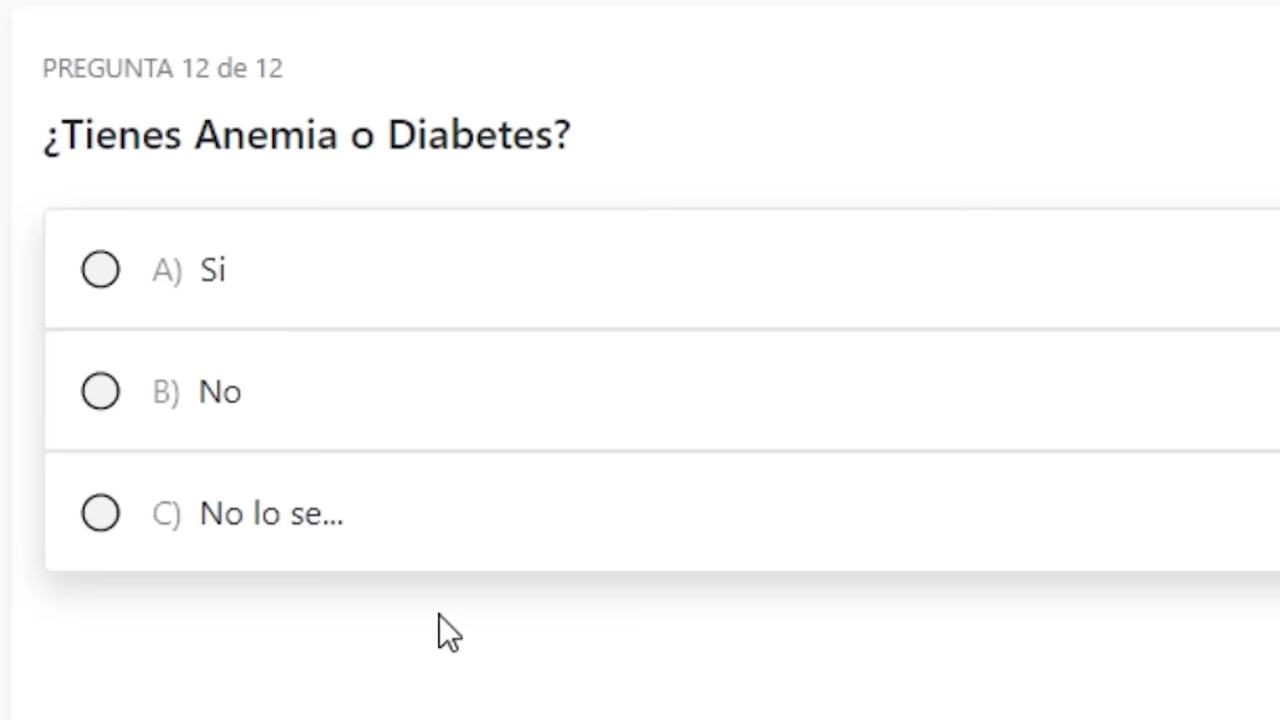 PREGUNTA 12 de 12
¿Tienes Anemia o Diabetes?
A) Si
B) No
C) No lo se...